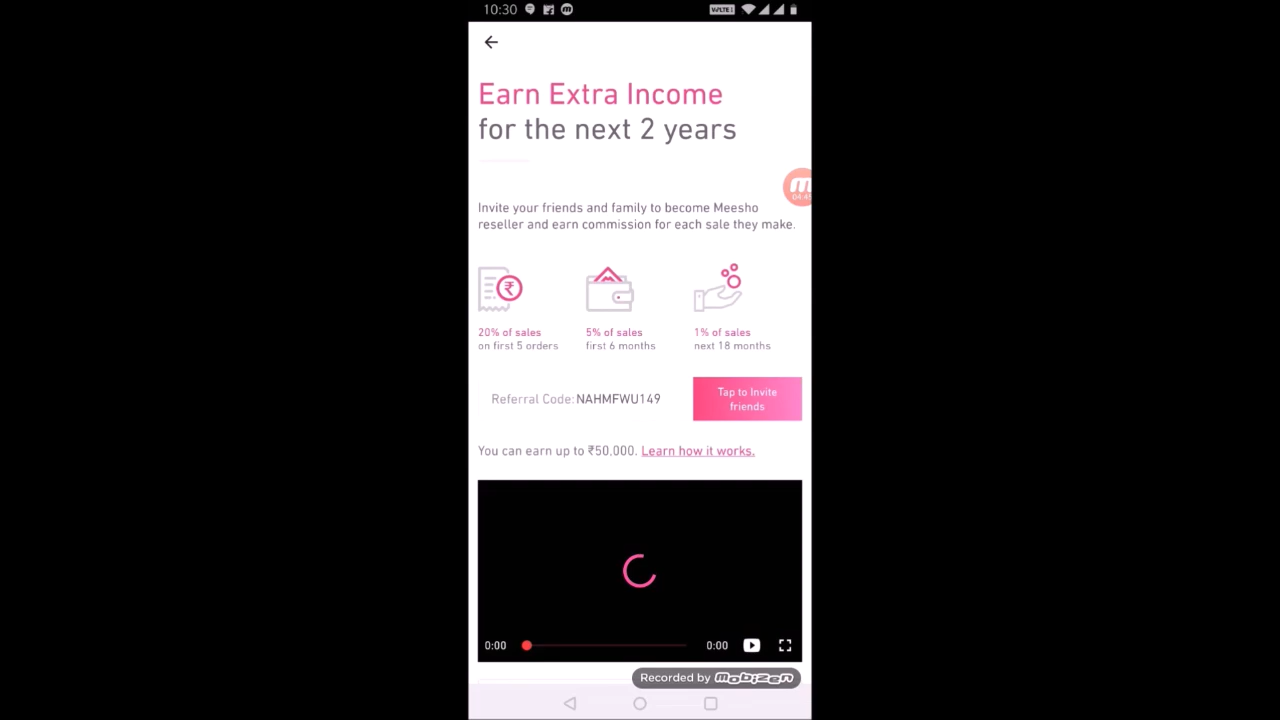 10:30
VoLTE
Earn Extra Income
for the next 2 years
Invite your friends and family to become Meesho
reseller and earn commission for each sale they make.
20% of sales
on first 5 orders
5% of sales
first 6 months
1% of sales
next 18 months
Referral Code: NAHMFWU149
Tap to Invite
friends
You can earn up to ₹50,000. Learn how it works.
0:00
0:00
Recorded by mobizen